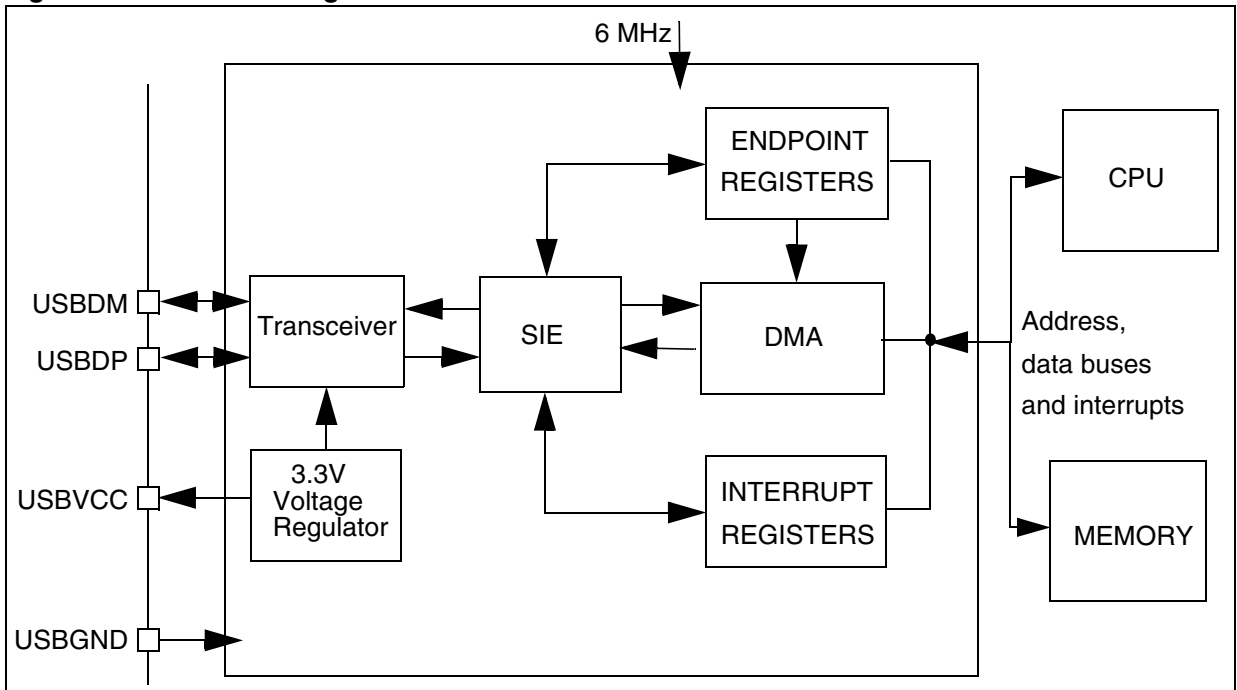 6 MHz
ENDPOINT
REGISTERS
CPU
USBDM
Transceiver
SIE
DMA
Address,
USBDP
data buses
and interrupts
3.3V
Voltage
Regulator
USBVCC
INTERRUPT
REGISTERS
MEMORY
USBGND